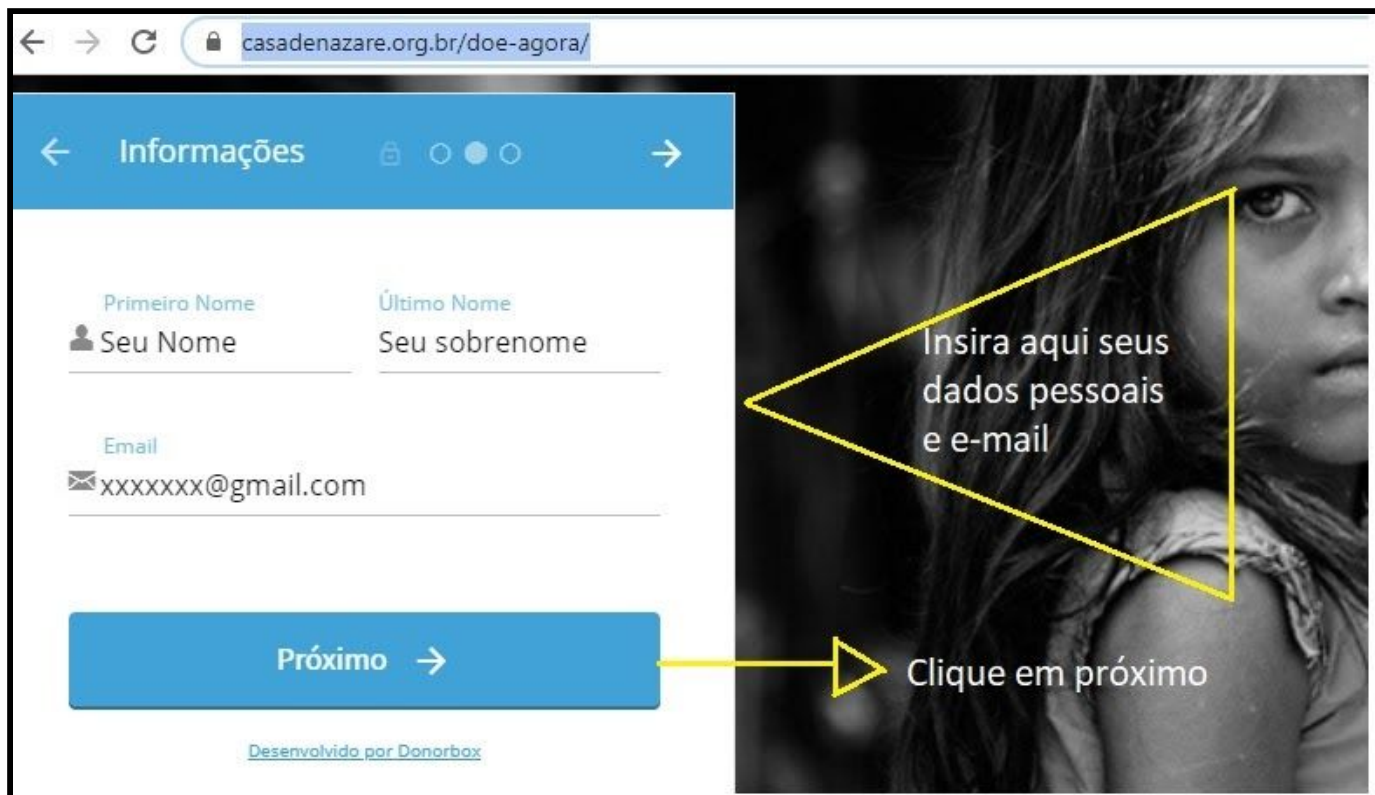 casadenazare.org.br/doe-agora/
Informações
Primeiro Nome
Último Nome
Seu Nome
Seu sobrenome
Email
xxxxxxx@gmail.com
Próximo
Desenvolvido por Donorbox
Insira aqui seus
dados pessoais
e e-mail
Clique em próximo